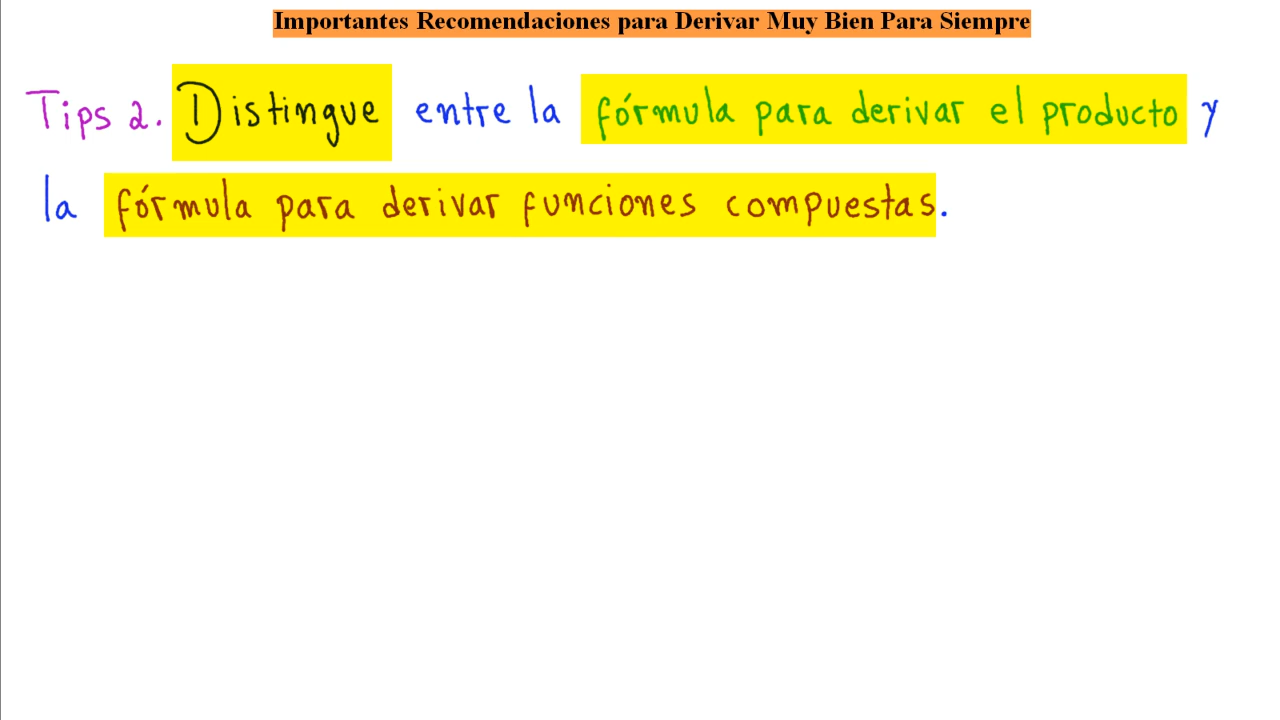 Importantes Recomendaciones para Derivar Muy Bien Para Siempre
Tips 2. Distingue entre la fórmula para derivar el producto y
la fórmula para derivar funciones compuestas.